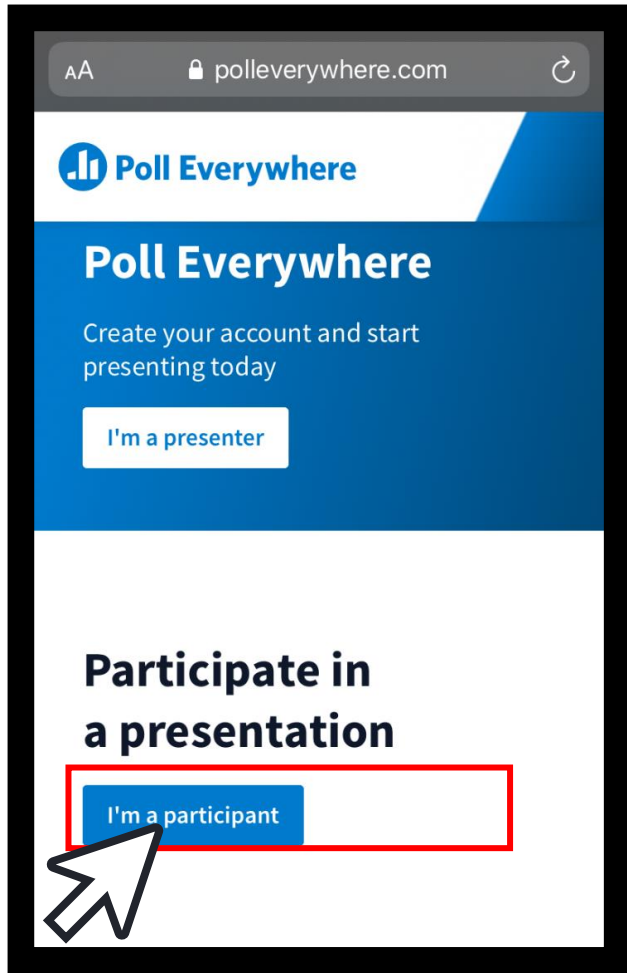 AA polleverywhere.com
Poll Everywhere
Poll Everywhere
Create your account and start
presenting today
I'm a presenter
Participate in
a presentation
I'm a participant